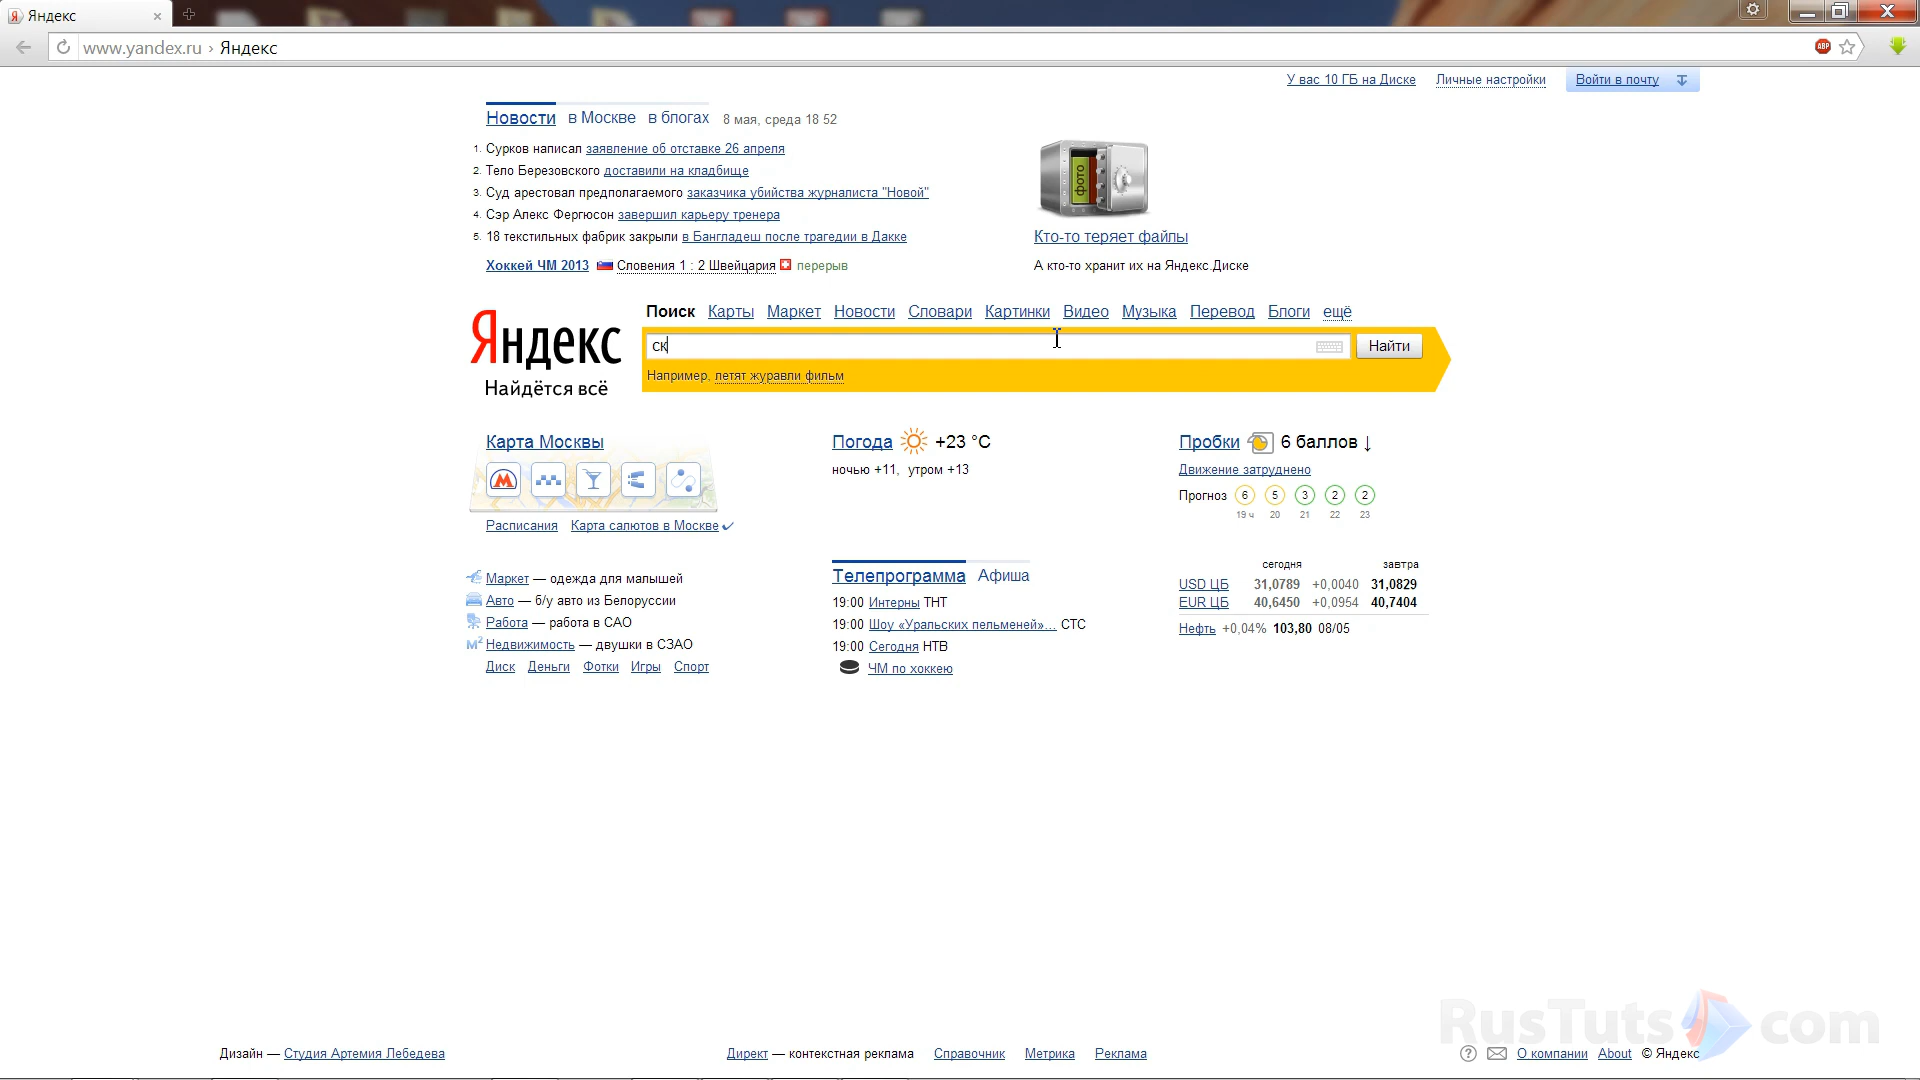 Яндекс
www.yandex.ru › Яндекс
ABP
У вас 10 ГБ на Диске Личные настройки Войти в почту
Новости в Москве в блогах 8 мая, среда 18 52
1. Сурков написал заявление об отставке 26 апреля
2. Тело Березовского доставили на кладбище
3. Суд арестовал предполагаемого заказчика убийства журналиста "Новой"
4. Сэр Алекс Фергюсон завершил карьеру тренера
5. 18 текстильных фабрик закрыли в Бангладеш после трагедии в Дакке
Хоккей ЧМ 2013 Словения 1 : 2 Швейцария перерыв
фото
Кто-то теряет файлы
А кто-то хранит их на Яндекс.Диске
Яндекс
Найдётся всё
Поиск Карты Маркет Новости Словари Картинки Видео Музыка Перевод Блоги ещё
ск
Найти
Например, летят журавли фильм
Карта Москвы
Расписания Карта салютов в Москве
Погода +23 °C
ночью +11, утром +13
Пробки 6 баллов ↓
Движение затруднено
Прогноз 6 5 3 2 2
19 ч 20 21 22 23
Маркет — одежда для малышей
Авто — б/у авто из Белоруссии
Работа — работа в САО
м² Недвижимость — двушки в СЗАО
Диск Деньги Фотки Игры Спорт
Телепрограмма Афиша
19:00 Интерны ТНТ
19:00 Шоу «Уральских пельменей»... СТС
19:00 Сегодня НТВ
ЧМ по хоккею
сегодня завтра
USD ЦБ 31,0789 +0,0040 31,0829
EUR ЦБ 40,6450 +0,0954 40,7404
Нефть +0,04% 103,80 08/05
RusTuts com
Дизайн — Студия Артемия Лебедева
Директ — контекстная реклама Справочник Метрика Реклама
О компании About © Яндекс